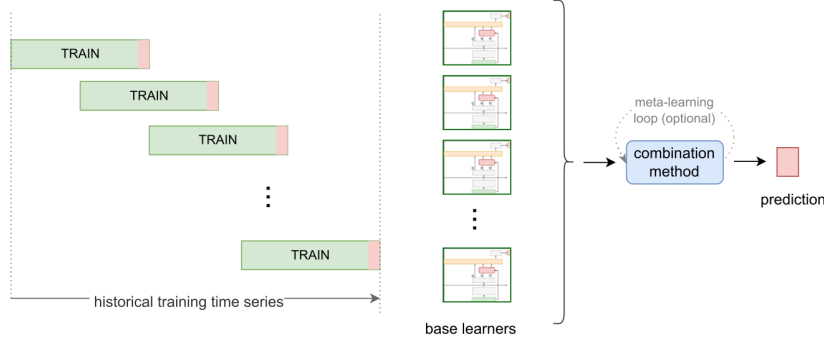 TRAIN
TRAIN
TRAIN
TRAIN
historical training time series
base learners
meta-learning
loop (optional)
combination
method
prediction